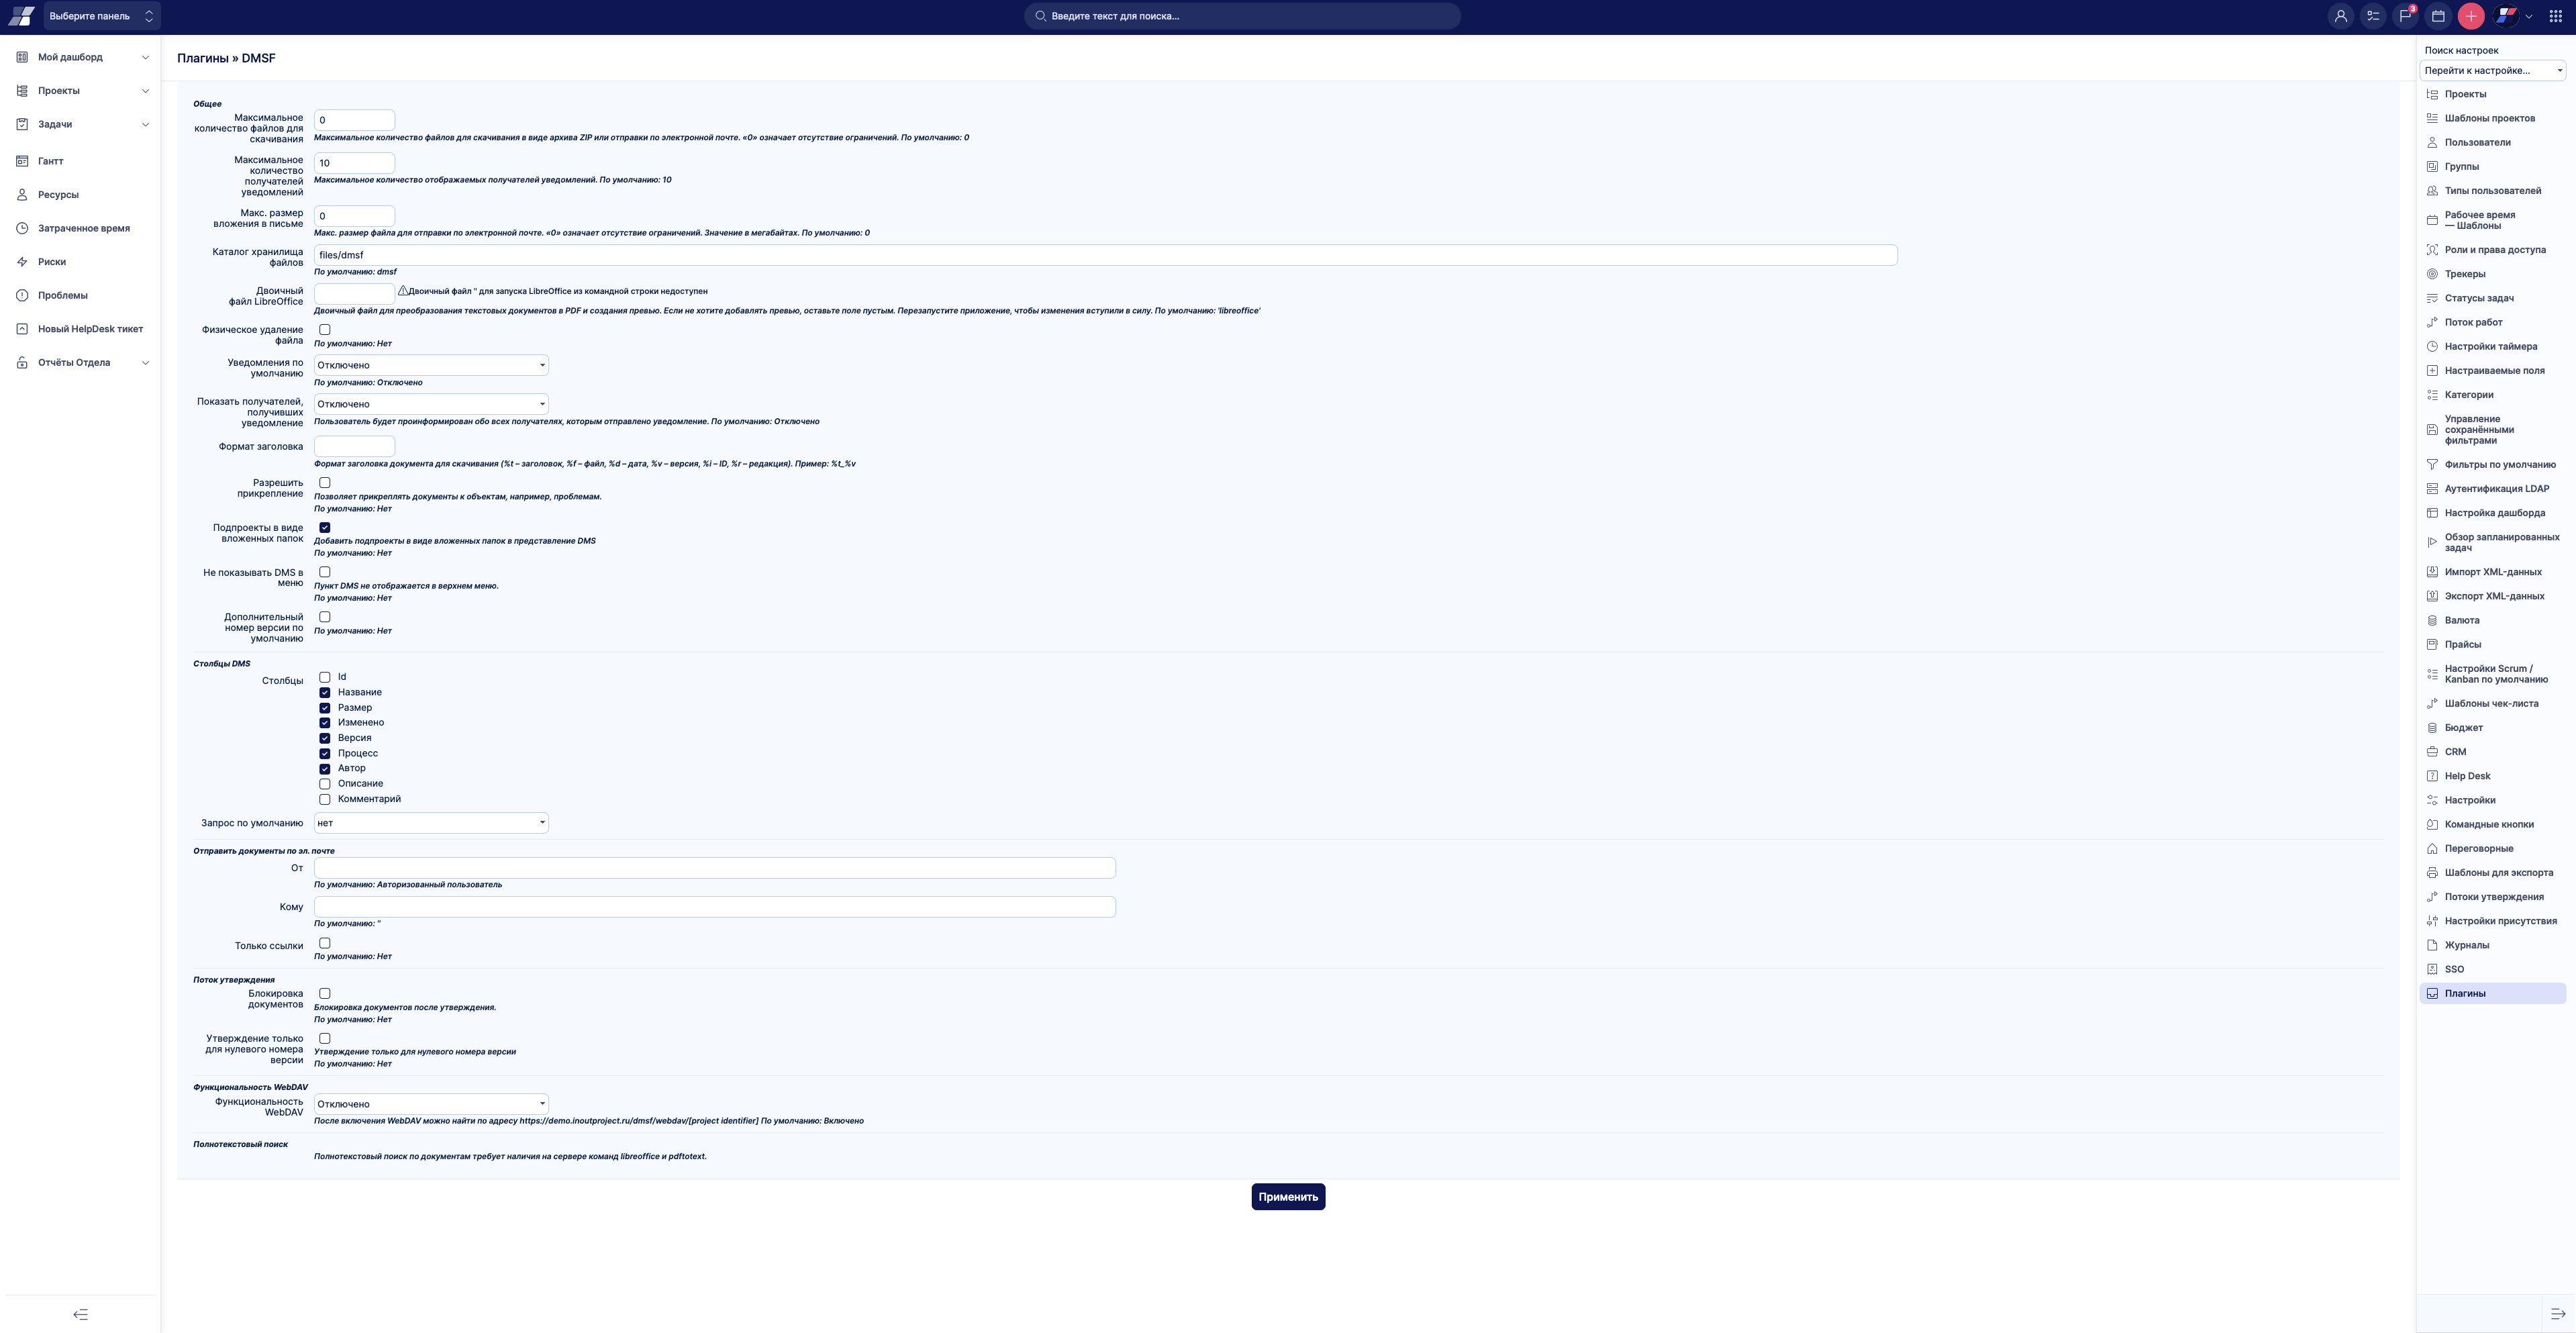 Выберите панель
Введите текст для поиска...
3
Мой дашборд
Проекты
Задачи
Гантт
Ресурсы
Затраченное время
Риски
Проблемы
Новый HelpDesk тикет
Отчёты Отдела
Плагины » DMSF
Общее
Максимальное
количество файлов для
скачивания
0
Максимальное количество файлов для скачивания в виде архива ZIP или отправки по электронной почте. «0» означает отсутствие ограничений. По умолчанию: 0
Максимальное
количество
получателей
уведомлений
10
Максимальное количество отображаемых получателей уведомлений. По умолчанию: 10
Макс. размер
вложения в письме
0
Макс. размер файла для отправки по электронной почте. «0» означает отсутствие ограничений. Значение в мегабайтах. По умолчанию: 0
Каталог хранилища
файлов
files/dmsf
По умолчанию: dmsf
Двоичный
файл LibreOffice
Двоичный файл '' для запуска LibreOffice из командной строки недоступен
Двоичный файл для преобразования текстовых документов в PDF и создания превью. Если не хотите добавлять превью, оставьте поле пустым. Перезапустите приложение, чтобы изменения вступили в силу. По умолчанию: 'libreoffice'
Физическое удаление
файла
По умолчанию: Нет
Уведомления по
умолчанию
Отключено
По умолчанию: Отключено
Показать получателей,
получивших
уведомление
Отключено
Пользователь будет проинформирован обо всех получателях, которым отправлено уведомление. По умолчанию: Отключено
Формат заголовка
Формат заголовка документа для скачивания (%t – заголовок, %f – файл, %d – дата, %v – версия, %i – ID, %r – редакция). Пример: %t_%v
Разрешить
прикрепление
Позволяет прикреплять документы к объектам, например, проблемам.
По умолчанию: Нет
Подпроекты в виде
вложенных папок
Добавить подпроекты в виде вложенных папок в представление DMS
По умолчанию: Нет
Не показывать DMS в
меню
Пункт DMS не отображается в верхнем меню.
По умолчанию: Нет
Дополнительный
номер версии по
умолчанию
По умолчанию: Нет
Столбцы DMS
Столбцы
Id
Название
Размер
Изменено
Версия
Процесс
Автор
Описание
Комментарий
Запрос по умолчанию
нет
Отправить документы по эл. почте
От
По умолчанию: Авторизованный пользователь
Кому
По умолчанию: ''
Только ссылки
По умолчанию: Нет
Поток утверждения
Блокировка
документов
Блокировка документов после утверждения.
По умолчанию: Нет
Утверждение только
для нулевого номера
версии
Утверждение только для нулевого номера версии
По умолчанию: Нет
Функциональность WebDAV
Функциональность
WebDAV
Отключено
После включения WebDAV можно найти по адресу https://demo.inoutproject.ru/dmsf/webdav/[project identifier] По умолчанию: Включено
Полнотекстовый поиск
Полнотекстовый поиск по документам требует наличия на сервере команд libreoffice и pdftotext.
Применить
Поиск настроек
Перейти к настройке...
Проекты
Шаблоны проектов
Пользователи
Группы
Типы пользователей
Рабочее время
— Шаблоны
Роли и права доступа
Трекеры
Статусы задач
Поток работ
Настройки таймера
Настраиваемые поля
Категории
Управление
сохранёнными
фильтрами
Фильтры по умолчанию
Аутентификация LDAP
Настройка дашборда
Обзор запланированных
задач
Импорт XML-данных
Экспорт XML-данных
Валюта
Прайсы
Настройки Scrum /
Kanban по умолчанию
Шаблоны чек-листа
Бюджет
CRM
Help Desk
Настройки
Командные кнопки
Переговорные
Шаблоны для экспорта
Потоки утверждения
Настройки присутствия
Журналы
SSO
Плагины